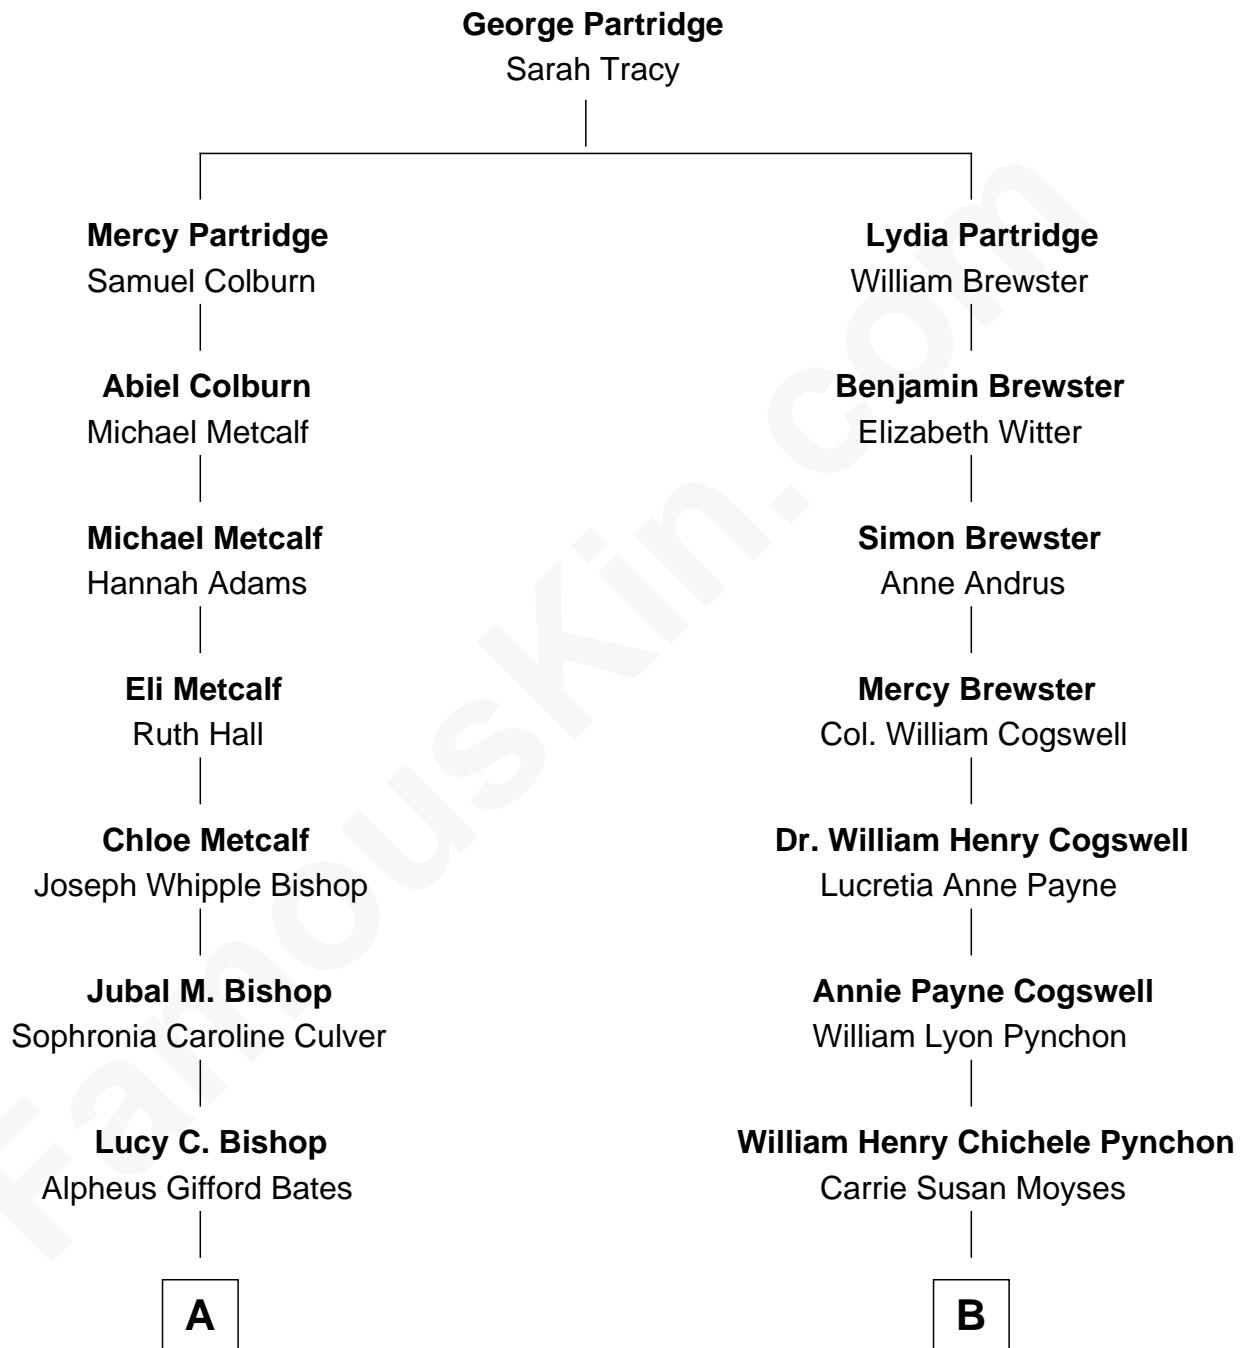 George Partridge
Sarah Tracy
Mercy Partridge
Samuel Colburn
Lydia Partridge
William Brewster
Abiel Colburn
Michael Metcalf
Benjamin Brewster
Elizabeth Witter
Michael Metcalf
Hannah Adams
Simon Brewster
Anne Andrus
Eli Metcalf
Ruth Hall
Mercy Brewster
Col. William Cogswell
Chloe Metcalf
Joseph Whipple Bishop
Dr. William Henry Cogswell
Lucretia Anne Payne
Jubal M. Bishop
Sophronia Caroline Culver
Annie Payne Cogswell
William Lyon Pynchon
Lucy C. Bishop
Alpheus Gifford Bates
William Henry Chichele Pynchon
Carrie Susan Moyses
A
B
FamousKin.com